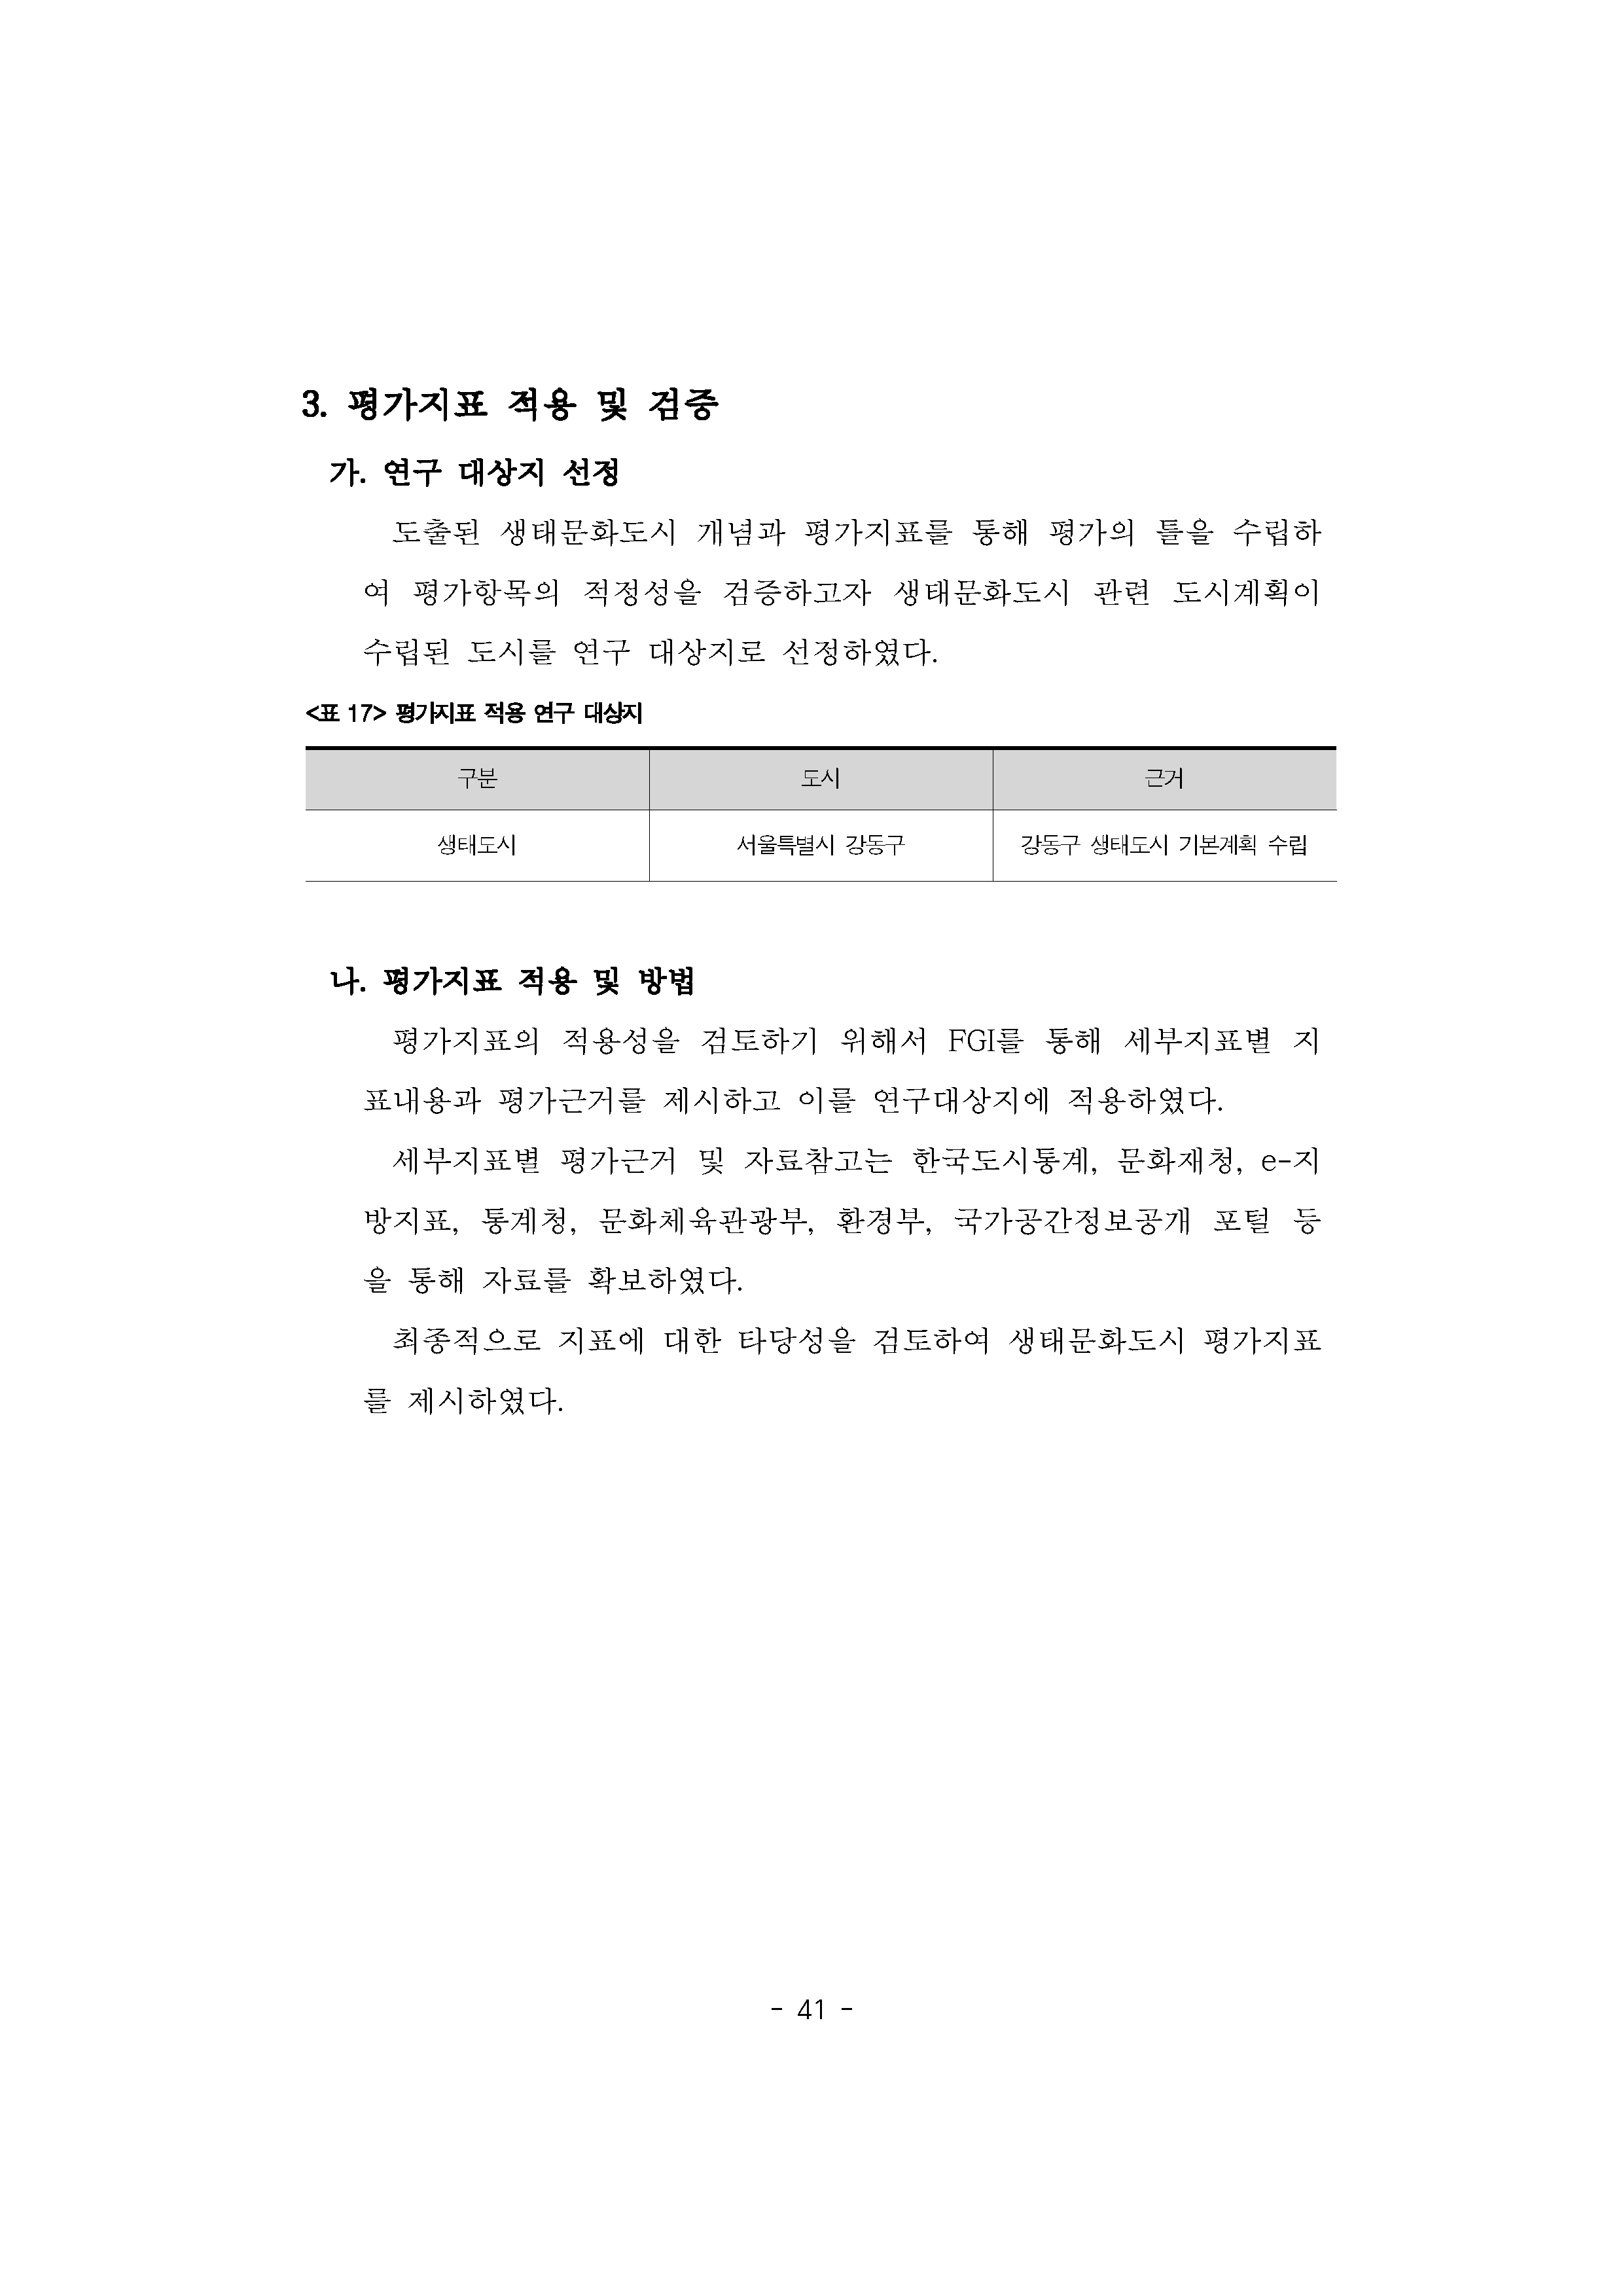 3. 평가지표 적용 및 검증
가. 연구 대상지 선정
도출된 생태문화도시 개념과 평가지표를 통해 평가의 틀을 수립하
여 평가항목의 적정성을 검증하고자 생태문화도시 관련 도시계획이
수립된 도시를 연구 대상지로 선정하였다.
<표 17> 평가지표 적용 연구 대상지
구분 도시 근거
생태도시 서울특별시 강동구 강동구 생태도시 기본계획 수립
나. 평가지표 적용 및 방법
평가지표의 적용성을 검토하기 위해서 FGI를 통해 세부지표별 지
표내용과 평가근거를 제시하고 이를 연구대상지에 적용하였다.
세부지표별 평가근거 및 자료참고는 한국도시통계, 문화재청, e-지
방지표, 통계청, 문화체육관광부, 환경부, 국가공간정보공개 포털 등
을 통해 자료를 확보하였다.
최종적으로 지표에 대한 타당성을 검토하여 생태문화도시 평가지표
를 제시하였다.
- 41 -